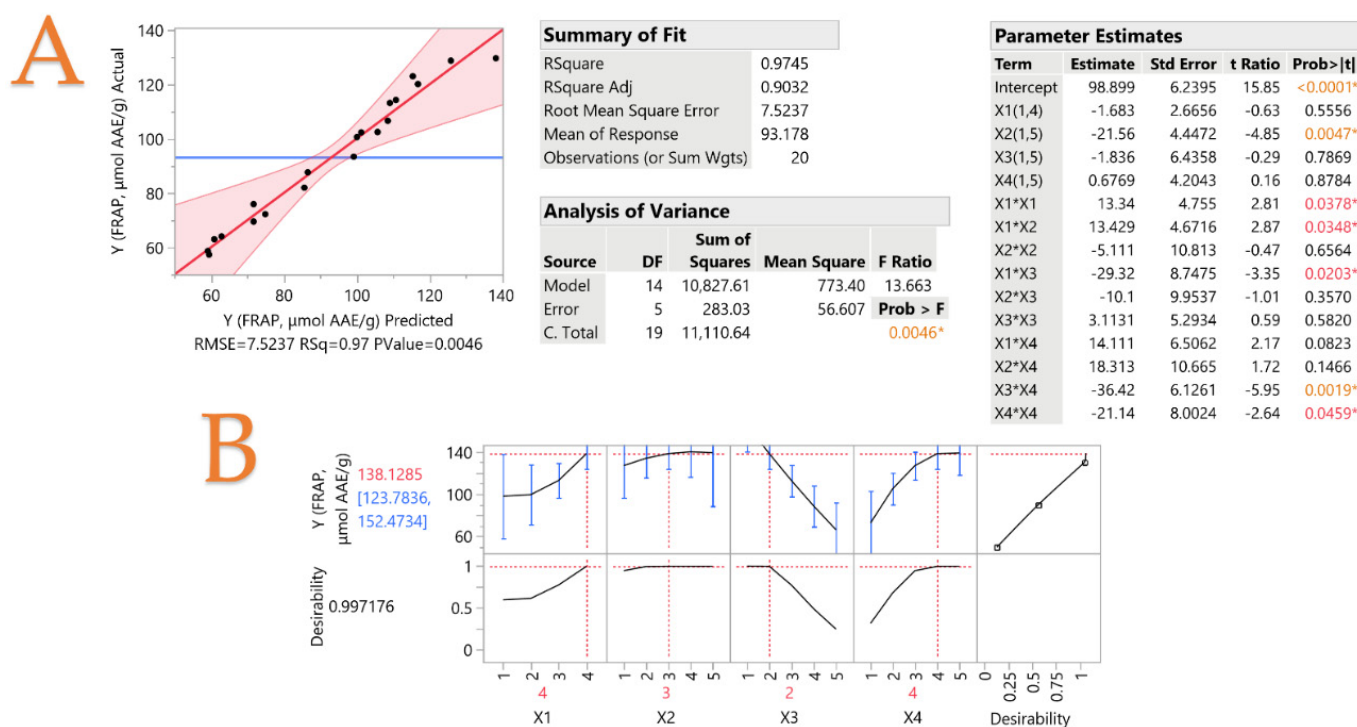 A
140
120
100
80
60
Y (FRAP, µmol AAE/g) Actual
60 80 100 120 140
Y (FRAP, µmol AAE/g) Predicted
RMSE=7.5237 RSq=0.97 PValue=0.0046
Summary of Fit
RSquare 0.9745
RSquare Adj 0.9032
Root Mean Square Error 7.5237
Mean of Response 93.178
Observations (or Sum Wgts) 20
Analysis of Variance
Sum of
Source DF Squares Mean Square F Ratio
Model 14 10,827.61 773.40 13.663
Error 5 283.03 56.607 Prob > F
C. Total 19 11,110.64 0.0046*
Parameter Estimates
Term Estimate Std Error t Ratio Prob>|t|
Intercept 98.899 6.2395 15.85 <0.0001*
X1(1,4) -1.683 2.6656 -0.63 0.5556
X2(1,5) -21.56 4.4472 -4.85 0.0047*
X3(1,5) -1.836 6.4358 -0.29 0.7869
X4(1,5) 0.6769 4.2043 0.16 0.8784
X1*X1 13.34 4.755 2.81 0.0378*
X1*X2 13.429 4.6716 2.87 0.0348*
X2*X2 -5.111 10.813 -0.47 0.6564
X1*X3 -29.32 8.7475 -3.35 0.0203*
X2*X3 -10.1 9.9537 -1.01 0.3570
X3*X3 3.1131 5.2934 0.59 0.5820
X1*X4 14.111 6.5062 2.17 0.0823
X2*X4 18.313 10.665 1.72 0.1466
X3*X4 -36.42 6.1261 -5.95 0.0019*
X4*X4 -21.14 8.0024 -2.64 0.0459*
B
Y (FRAP,
µmol AAE/g)
138.1285
[123.7836,
152.4734]
140
100
60
Desirability
0.997176
1
0.5
0
1 2 3 4 1 2 3 4 5 1 2 3 4 5 1 2 3 4 5 0 0.25 0.5 0.75 1
4 3 2 4
X1 X2 X3 X4 Desirability